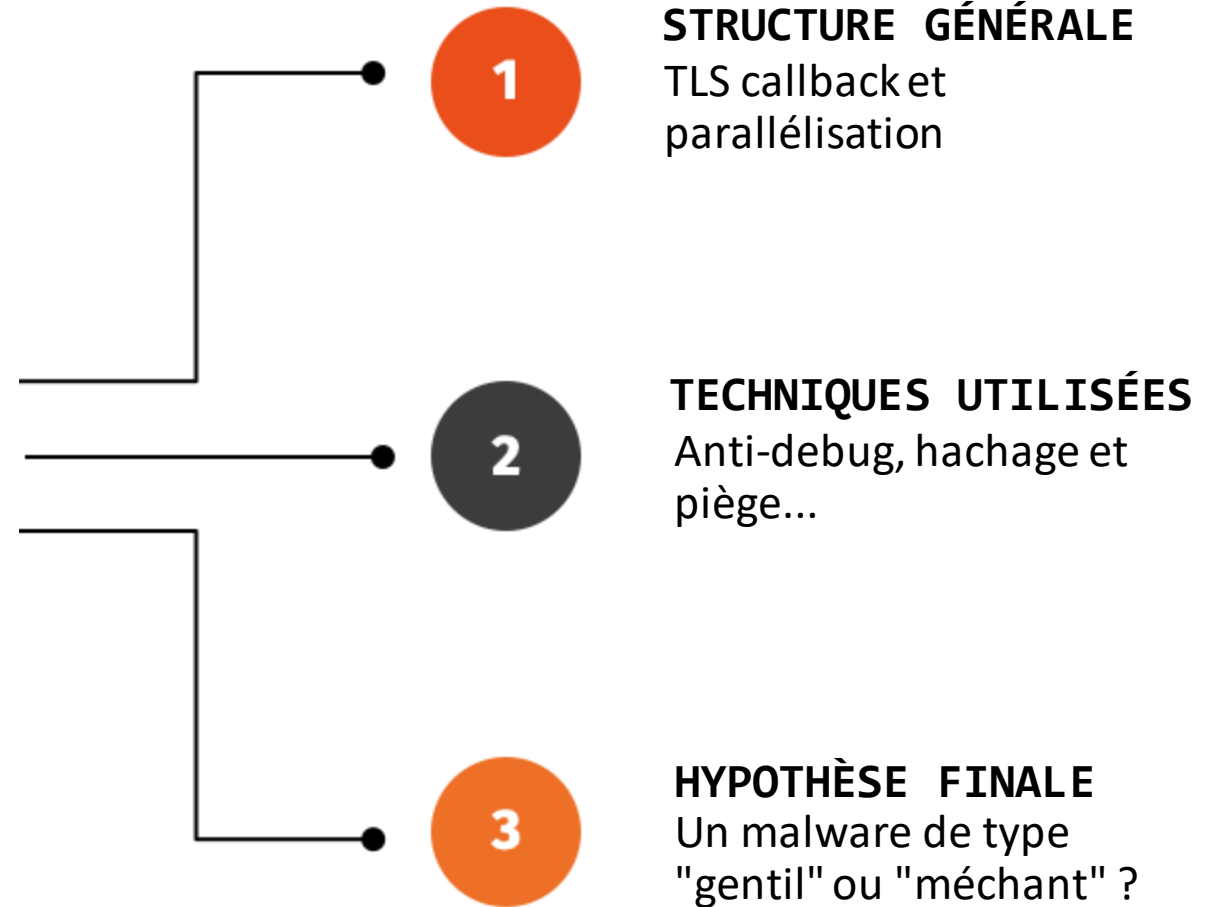 1
STRUCTURE GÉNÉRALE
TLS callback et
parallélisation
2
TECHNIQUES UTILISÉES
Anti-debug, hachage et
piège...
3
HYPOTHÈSE FINALE
Un malware de type
"gentil" ou "méchant" ?